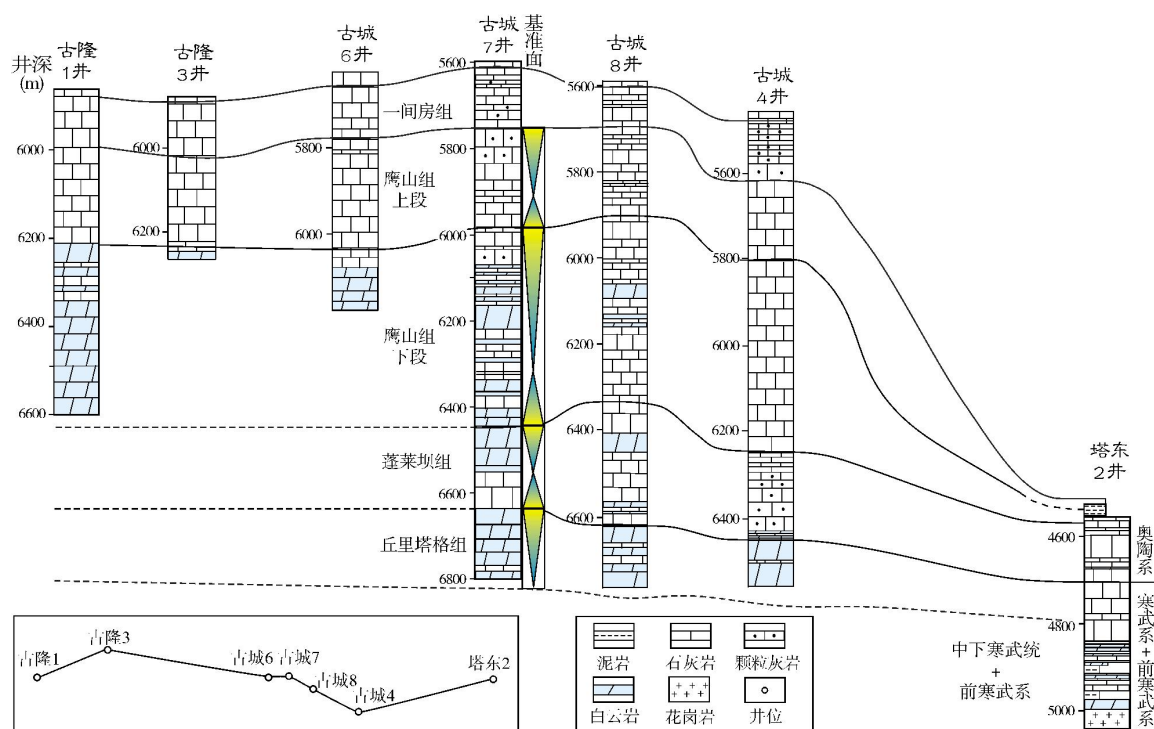 井深
(m)
古隆
1井
6000
6200
6400
6600
古隆
3井
6000
6200
古城
6井
5800
6000
古城
7井
5600
5800
6000
6200
6400
6600
6800
基
准
面
古城
8井
5600
5800
6000
6200
6400
6600
古城
4井
5600
5800
6000
6200
6400
塔东
2井
4600
4800
5000
一间房组
鹰山组
上段
鹰山组
下段
蓬莱坝组
丘里塔格组
中下寒武统
+
前寒武系
奥
陶
系
寒
武
系
+
前
寒
武
系
古隆1
古隆3
古城6
古城7
古城8
古城4
塔东2
泥岩
石灰岩
颗粒灰岩
白云岩
花岗岩
井位